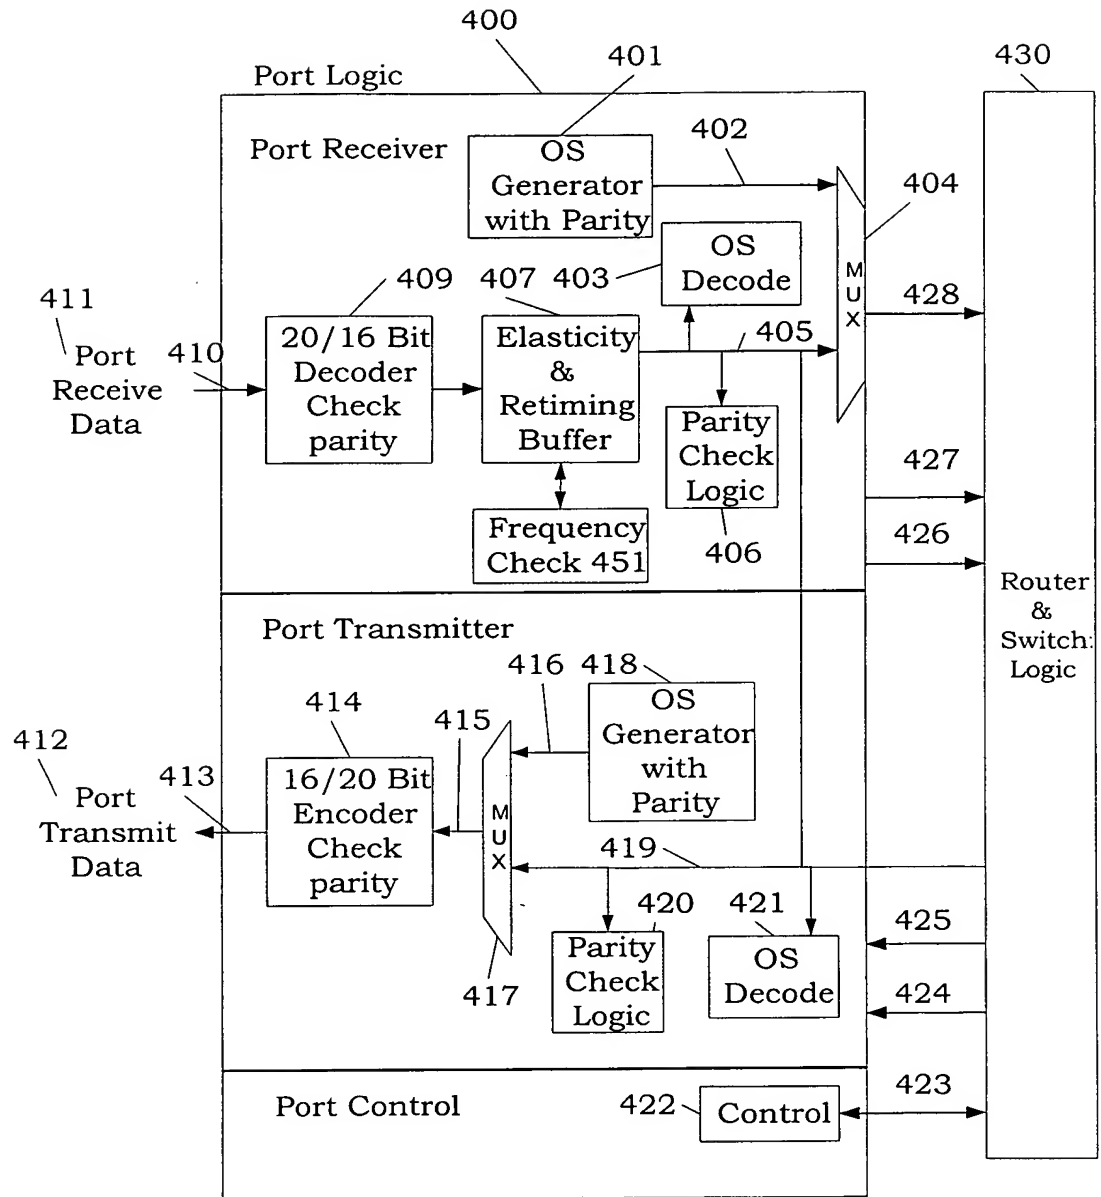 400
401
430
Port Logic
Port Receiver
OS
Generator
with Parity
402
404
OS
Decode
409
407
403
MUX
428
411
Port
Receive
Data
410
20/16 Bit
Decoder
Check
parity
Elasticity
&
Retiming
Buffer
405
Parity
Check
Logic
406
427
426
Frequency
Check 451
Router
&
Switch:
Logic
Port Transmitter
416
418
OS
Generator
with
Parity
414
415
412
Port
Transmit
Data
413
16/20 Bit
Encoder
Check
parity
MUX
419
417
420
Parity
Check
Logic
421
OS
Decode
425
424
Port Control
422
Control
423